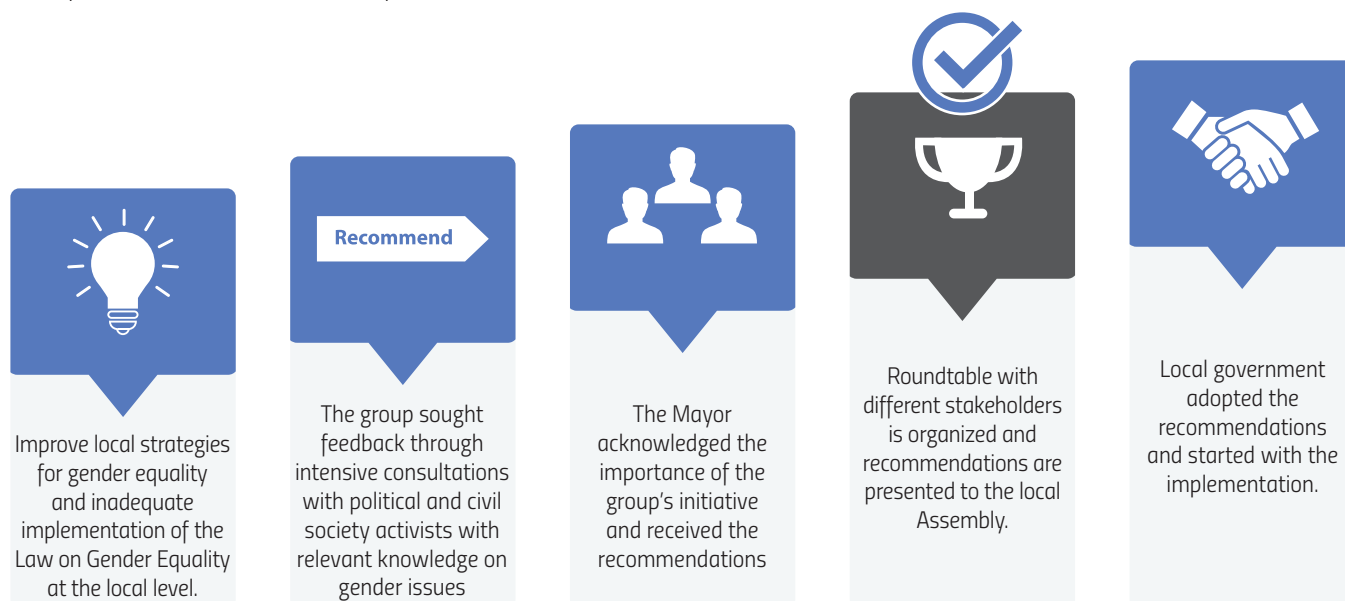 Improve local strategies
for gender equality
and inadequate
implementation of the
Law on Gender Equality
at the local level.
Recommend
The group sought
feedback through
intensive consultations
with political and civil
society activists with
relevant knowledge on
gender issues
The Mayor
acknowledged the
importance of the
group's initiative
and received the
recommendations
Roundtable with
different stakeholders
is organized and
recommendations are
presented to the local
Assembly.
Local government
adopted the
recommendations
and started with the
implementation.